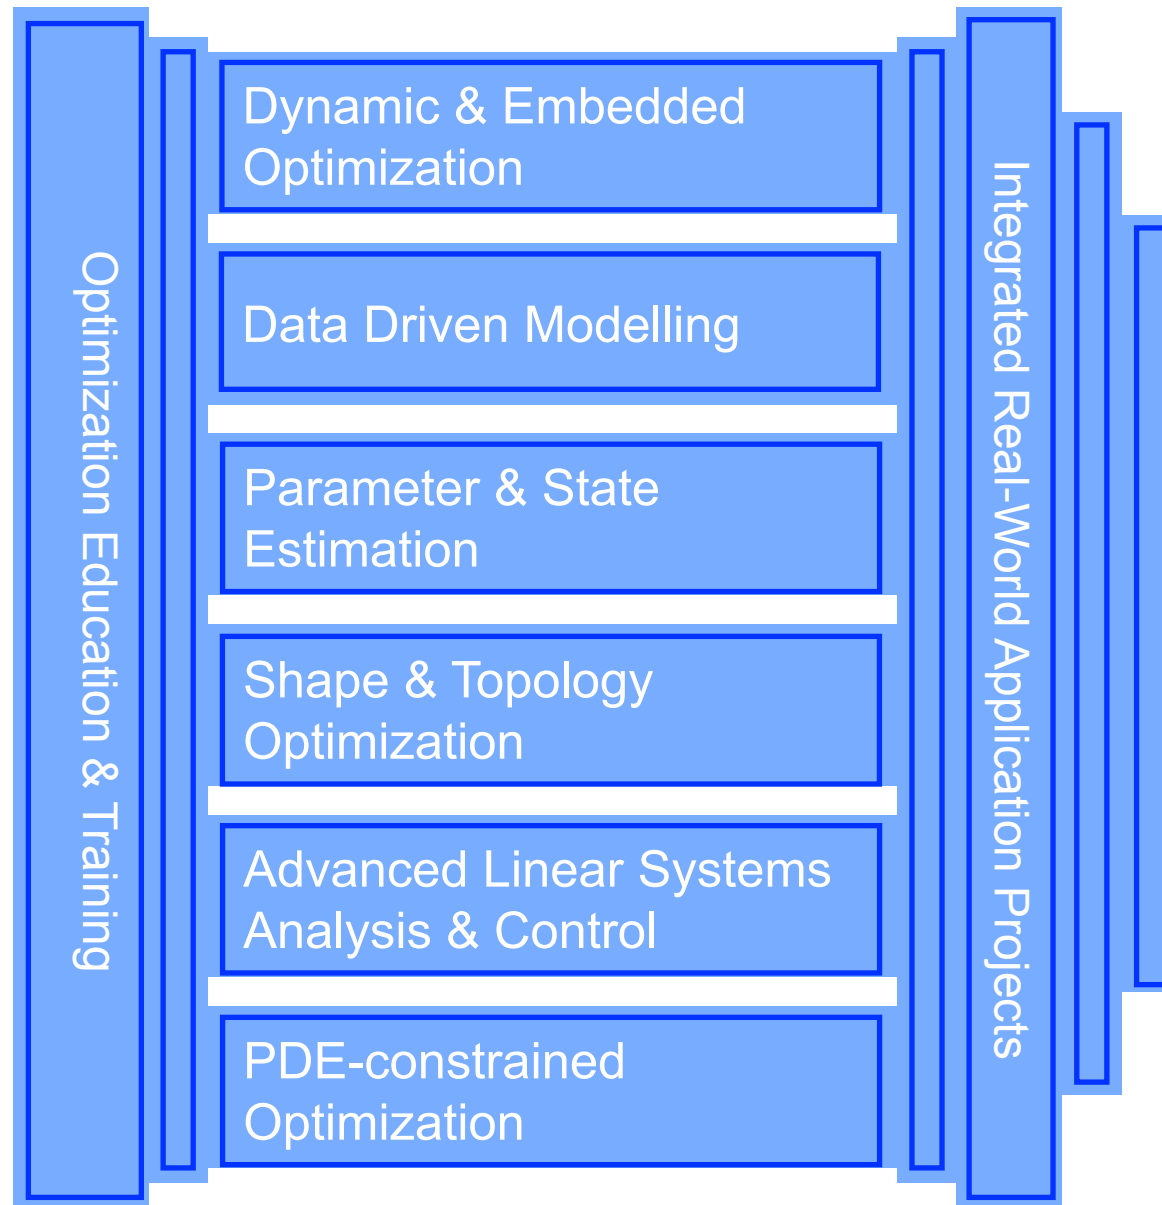 Optimization Education & Training
Dynamic & Embedded
Optimization
Data Driven Modelling
Parameter & State
Estimation
Shape & Topology
Optimization
Advanced Linear Systems
Analysis & Control
PDE-constrained
Optimization
Integrated Real-World Application Projects